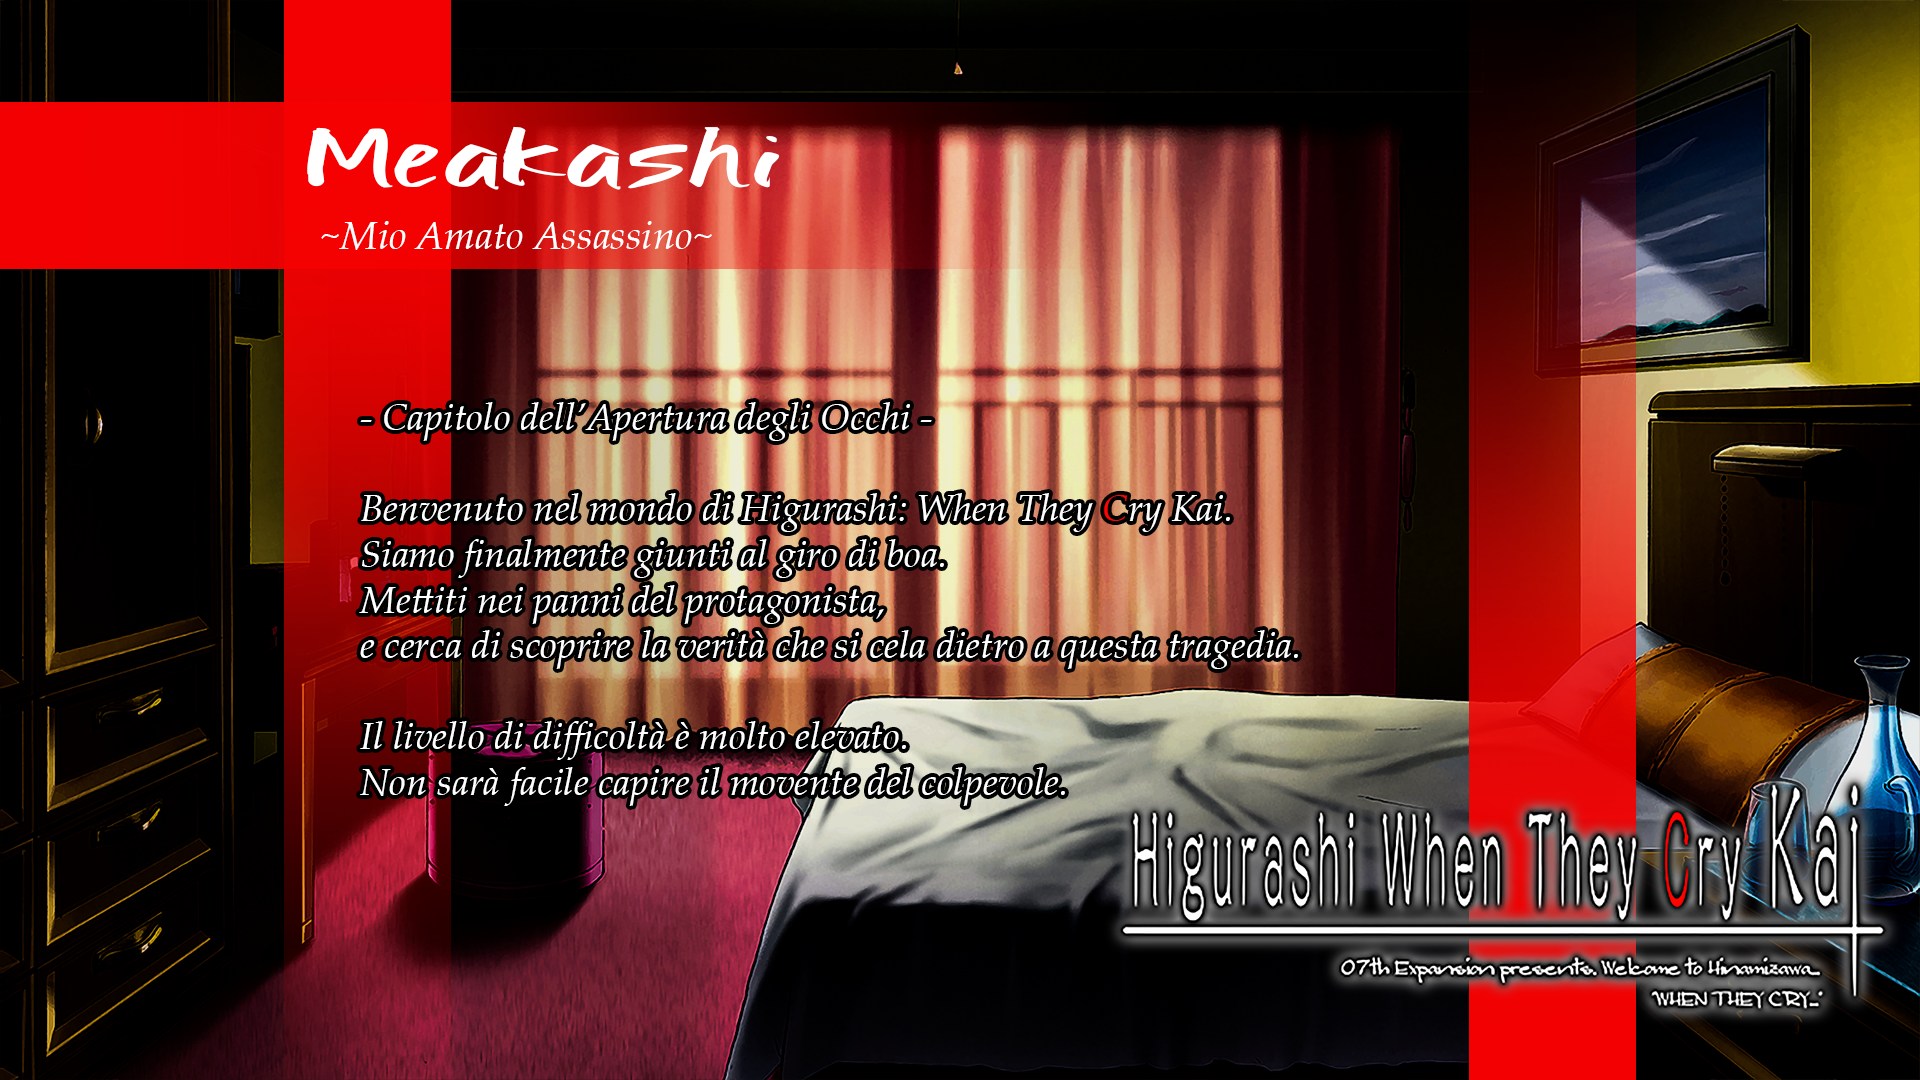 Meakashi
~Mio Amato Assassino~
- Capitolo dell'Apertura degli Occhi -
Benvenuto nel mondo di Higurashi: When They Cry Kai.
Siamo finalmente giunti al giro di boa.
Mettiti nei panni del protagonista,
e cerca di scoprire la verità che si cela dietro a questa tragedia.
Il livello di difficoltà è molto elevato.
Non sarà facile capire il movente del colpevole.
Higurashi When They Cry Kai
07th Expansion presents. Welcome to Hinamizawa...
"WHEN THEY CRY..."